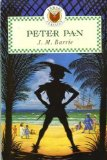 PETER PAN
J. M. Barrie